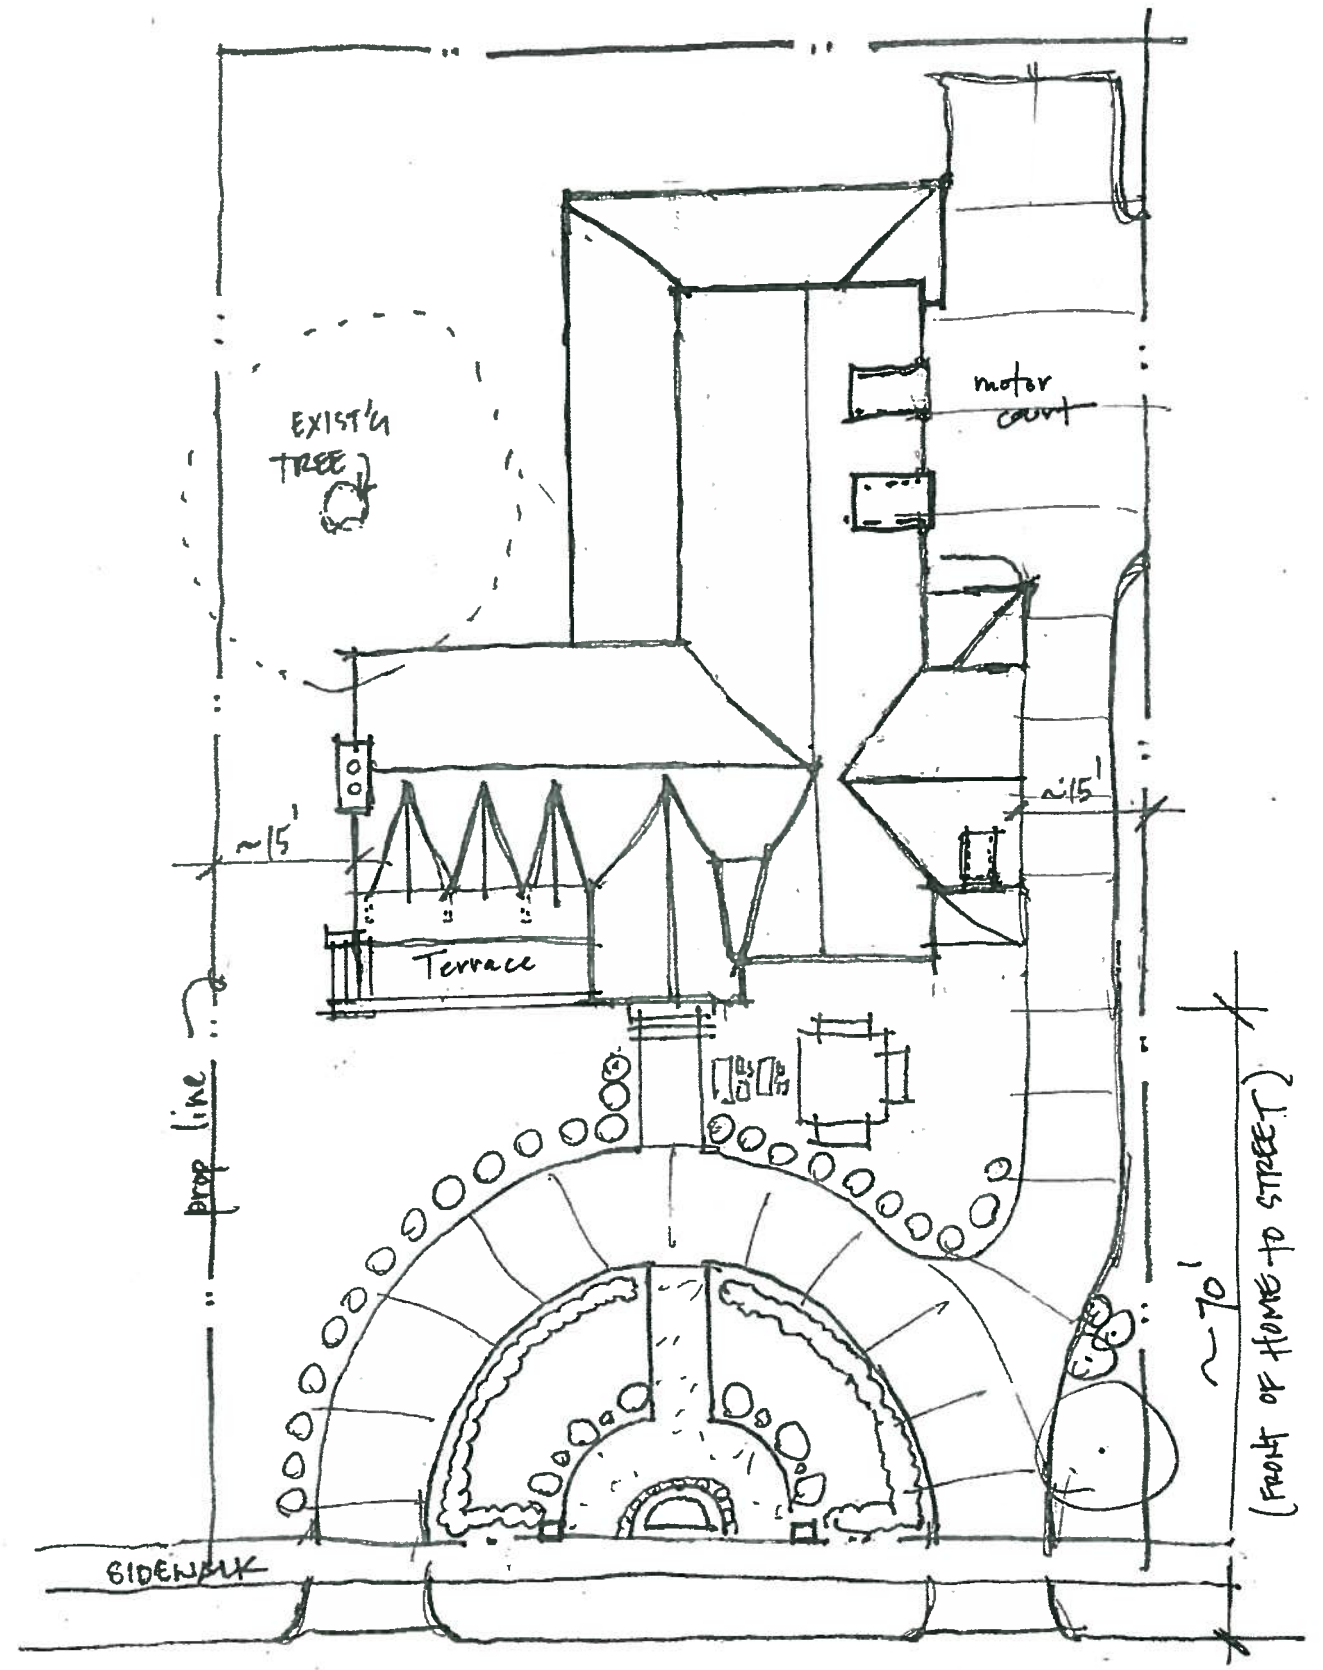 motor
court
EXIST'G
TREE
~15'
~15'
Terrace
prop line
~70'
(FRONT OF HOME to STREET)
SIDEWALK